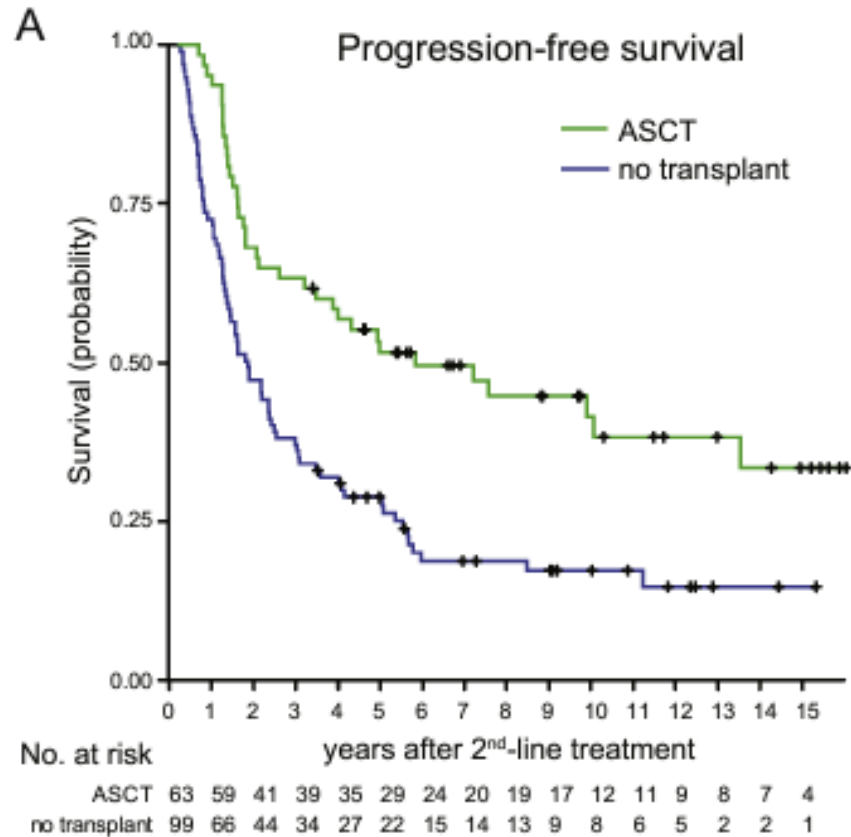 A
Progression-free survival
ASCT
no transplant
Survival (probability)
1.00
0.75
0.50
0.25
0.00
0 1 2 3 4 5 6 7 8 9 10 11 12 13 14 15
years after 2nd-line treatment
No. at risk
ASCT 63 59 41 39 35 29 24 20 19 17 12 11 9 8 7 4
no transplant 99 66 44 34 27 22 15 14 13 9 8 6 5 2 2 1